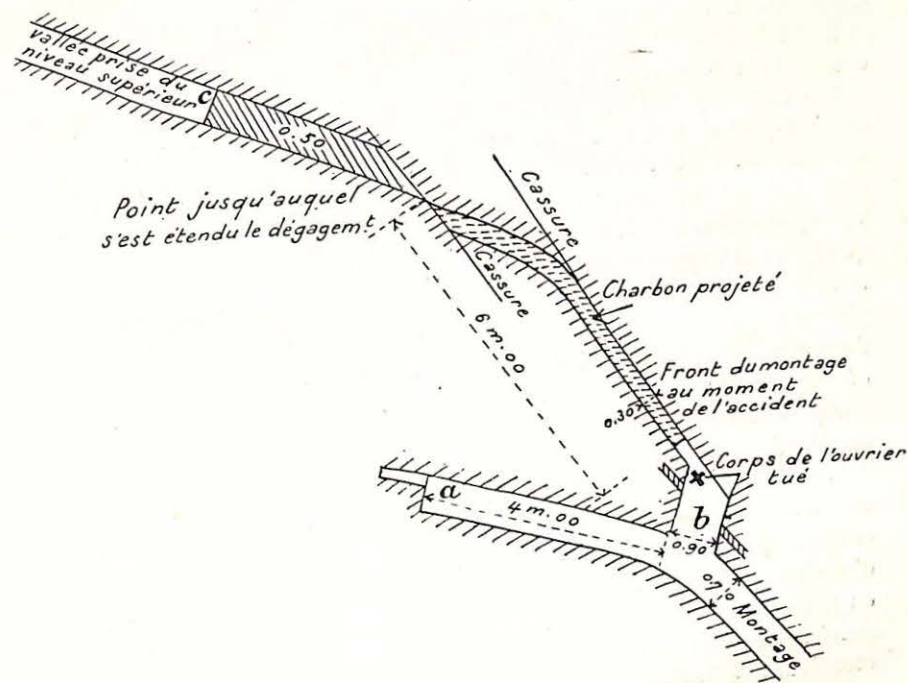 vallée prise du
niveau supérieur
c
0.50
Cassure
Point jusqu'auquel
s'est étendu le dégagemt
Cassure
Charbon projeté
6 m.00
Front du montage
au moment
de l'accident
0,30
Corps de l'ouvrier
tué
a
4 m.00
b
0.90
0.70
Montage